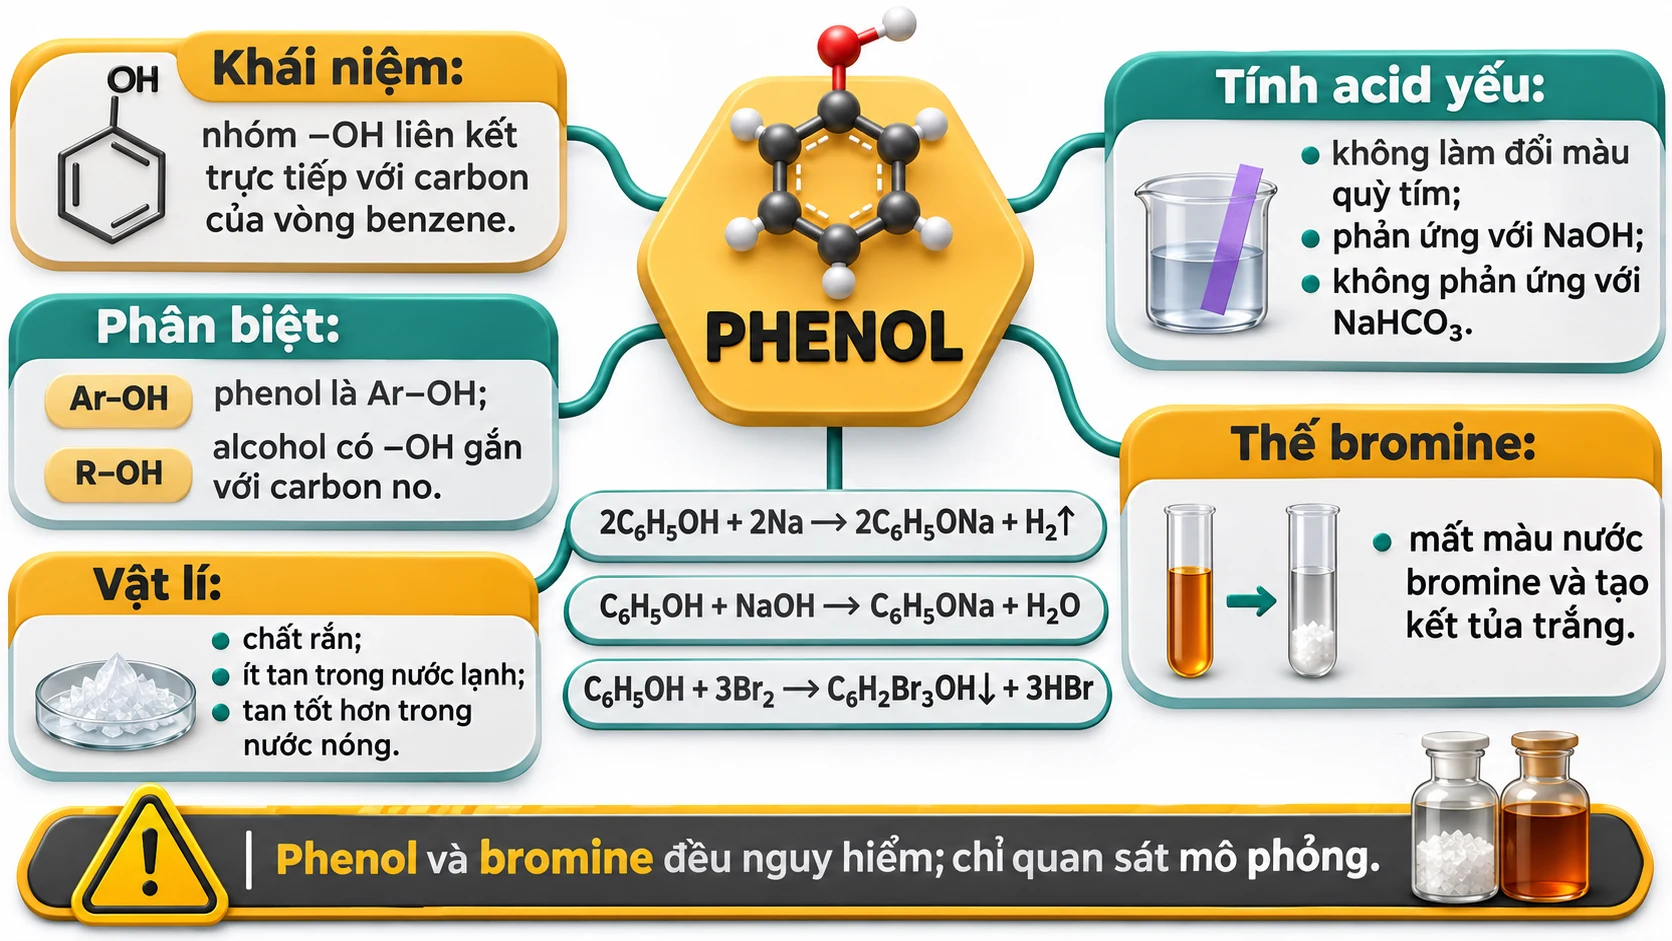 OH
Khái niệm:
nhóm –OH liên kết
trực tiếp với carbon
của vòng benzene.
Phân biệt:
Ar–OH
phenol là Ar–OH;
R–OH
alcohol có –OH gắn
với carbon no.
Vật lí:
chất rắn;
ít tan trong nước lạnh;
tan tốt hơn trong
nước nóng.
PHENOL
2C₆H₅OH + 2Na → 2C₆H₅ONa + H₂↑
C₆H₅OH + NaOH → C₆H₅ONa + H₂O
C₆H₅OH + 3Br₂ → C₆H₂Br₃OH↓ + 3HBr
Tính acid yếu:
không làm đổi màu
quỳ tím;
phản ứng với NaOH;
không phản ứng với
NaHCO₃.
Thế bromine:
mất màu nước
bromine và tạo
kết tủa trắng.
Phenol và bromine đều nguy hiểm; chỉ quan sát mô phỏng.